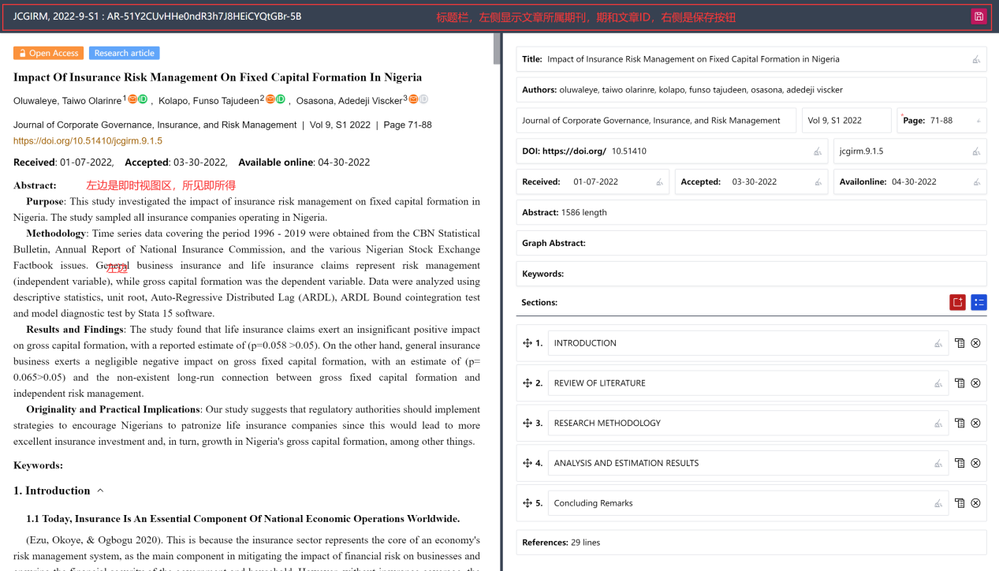 JCGIRM, 2022-9-S1 : AR-51Y2CUvHHe0ndR3h7J8HEiCYQtGBr-5B
标题栏，左侧显示文章所属期刊，期和文章ID，右侧是保存按钮
Open Access Research article
Impact Of Insurance Risk Management On Fixed Capital Formation In Nigeria
Oluwaleye, Taiwo Olarinre 1 iD , Kolapo, Funso Tajudeen 2 iD , Osasona, Adedeji Viscker 3 iD
Journal of Corporate Governance, Insurance, and Risk Management | Vol 9, S1 2022 | Page 71-88
https://doi.org/10.51410/jcgirm.9.1.5
Received: 01-07-2022, Accepted: 03-30-2022, Available online: 04-30-2022
Abstract: 左边是即时视图区，所见即所得
Purpose: This study investigated the impact of insurance risk management on fixed capital formation in
Nigeria. The study sampled all insurance companies operating in Nigeria.
Methodology: Time series data covering the period 1996 - 2019 were obtained from the CBN Statistical
Bulletin, Annual Report of National Insurance Commission, and the various Nigerian Stock Exchange
Factbook issues. General business insurance and life insurance claims represent risk management
左边
(independent variable), while gross capital formation was the dependent variable. Data were analyzed using
descriptive statistics, unit root, Auto-Regressive Distributed Lag (ARDL), ARDL Bound cointegration test
and model diagnostic test by Stata 15 software.
Results and Findings: The study found that life insurance claims exert an insignificant positive impact
on gross capital formation, with a reported estimate of (p=0.058 >0.05). On the other hand, general insurance
business exerts a negligible negative impact on gross fixed capital formation, with an estimate of (p=
0.065>0.05) and the non-existent long-run connection between gross fixed capital formation and
independent risk management.
Originality and Practical Implications: Our study suggests that regulatory authorities should implement
strategies to encourage Nigerians to patronize life insurance companies since this would lead to more
excellent insurance investment and, in turn, growth in Nigeria's gross capital formation, among other things.
Keywords:
1. Introduction
1.1 Today, Insurance Is An Essential Component Of National Economic Operations Worldwide.
(Ezu, Okoye, & Ogbogu 2020). This is because the insurance sector represents the core of an economy's
risk management system, as the main component in mitigating the impact of financial risk on businesses and
Title: Impact of Insurance Risk Management on Fixed Capital Formation in Nigeria
Authors: oluwaleye, taiwo olarinre, kolapo, funso tajudeen, osasona, adedeji viscker
Journal of Corporate Governance, Insurance, and Risk Management Vol 9, S1 2022 *Page: 71-88
DOI: https://doi.org/ 10.51410 jcgirm.9.1.5
Received: 01-07-2022 Accepted: 03-30-2022 Availonline: 04-30-2022
Abstract: 1586 length
Graph Abstract:
Keywords:
Sections:
1. INTRODUCTION
2. REVIEW OF LITERATURE
3. RESEARCH METHODOLOGY
4. ANALYSIS AND ESTIMATION RESULTS
5. Concluding Remarks
References: 29 lines